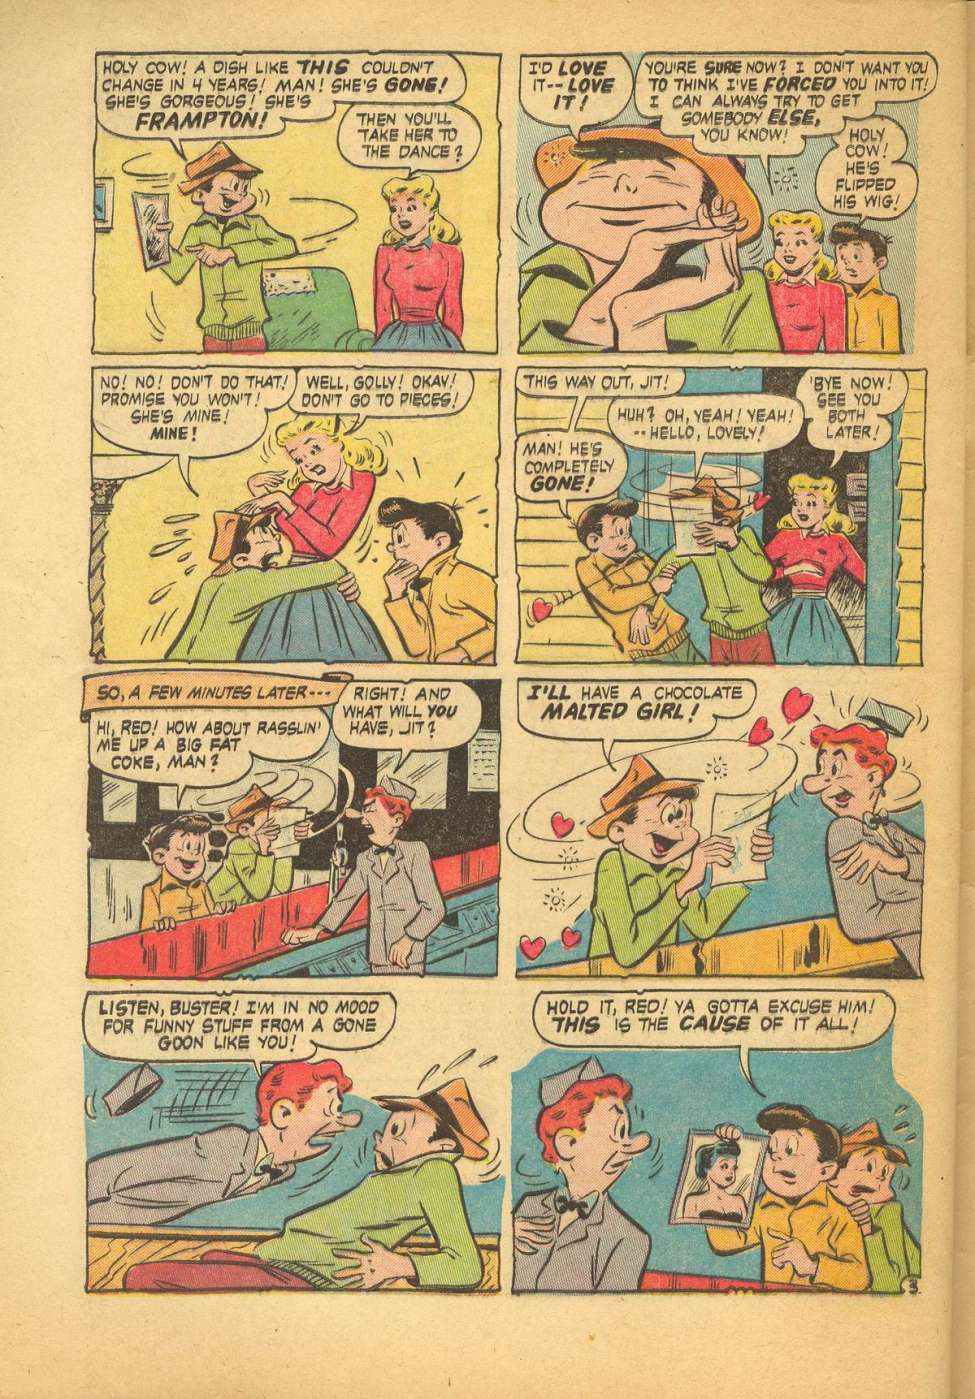 HOLY COW! A DISH LIKE THIS COULDN'T
CHANGE IN 4 YEARS! MAN! SHE'S GONE!
SHE'S GORGEOUS! SHE'S
FRAMPTON!
THEN YOU'LL
TAKE HER TO
THE DANCE?
I'D LOVE
IT-- LOVE
IT!
YOU'RE SURE NOW? I DON'T WANT YOU
TO THINK I'VE FORCED YOU INTO IT!
I CAN ALWAYS TRY TO GET
SOMEBODY ELSE,
YOU KNOW!
HOLY
COW!
HE'S
FLIPPED
HIS WIG!
NO! NO! DON'T DO THAT!
PROMISE YOU WON'T!
SHE'S MINE!
MINE!
WELL, GOLLY! OKAY!
DON'T GO TO PIECES!
THIS WAY OUT, JIT!
MAN! HE'S
COMPLETELY
GONE!
HUH? OH, YEAH! YEAH!
--HELLO, LOVELY!
'BYE NOW!
SEE YOU
BOTH
LATER!
SO, A FEW MINUTES LATER---
HI, RED! HOW ABOUT RASSLIN'
ME UP A BIG FAT
COKE, MAN?
RIGHT! AND
WHAT WILL YOU
HAVE, JIT?
I'LL HAVE A CHOCOLATE
MALTED GIRL!
LISTEN, BUSTER! I'M IN NO MOOD
FOR FUNNY STUFF FROM A GONE
GOON LIKE YOU!
HOLD IT, RED! YA GOTTA EXCUSE HIM!
THIS IS THE CAUSE OF IT ALL!
3